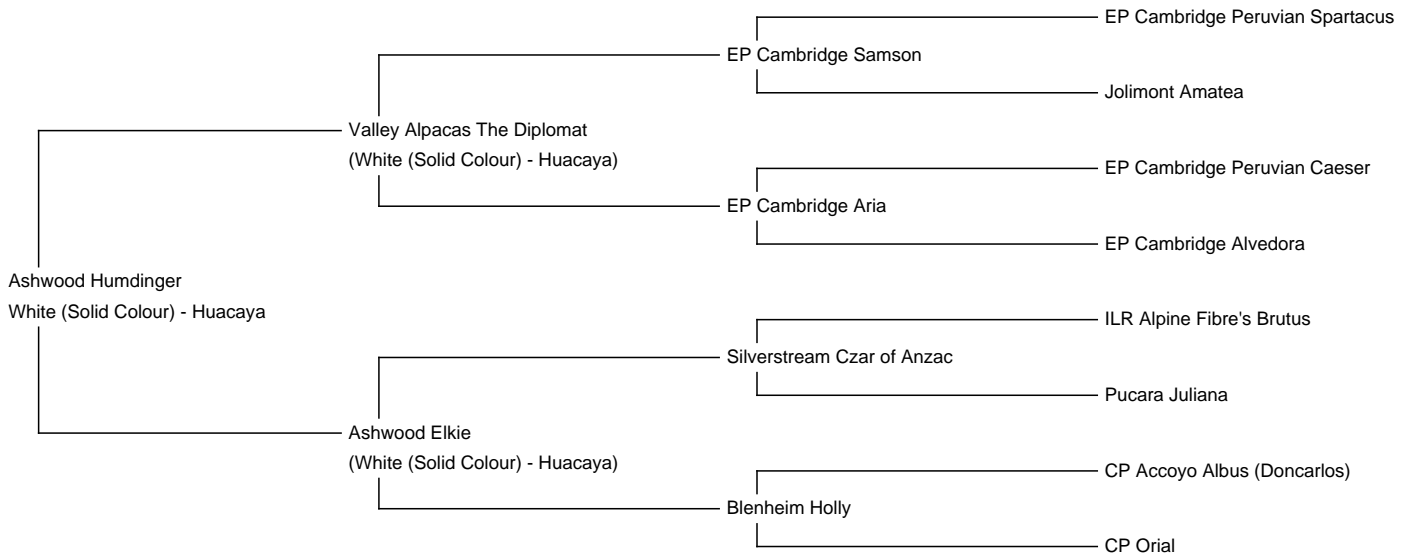 EP Cambridge Peruvian Spartacus
EP Cambridge Samson
Jolimont Amatea
Valley Alpacas The Diplomat
(White (Solid Colour) - Huacaya)
EP Cambridge Peruvian Caeser
EP Cambridge Aria
EP Cambridge Alvedora
Ashwood Humdinger
White (Solid Colour) - Huacaya
ILR Alpine Fibre's Brutus
Silverstream Czar of Anzac
Pucara Juliana
Ashwood Elkie
(White (Solid Colour) - Huacaya)
CP Accoyo Albus (Doncarlos)
Blenheim Holly
CP Orial